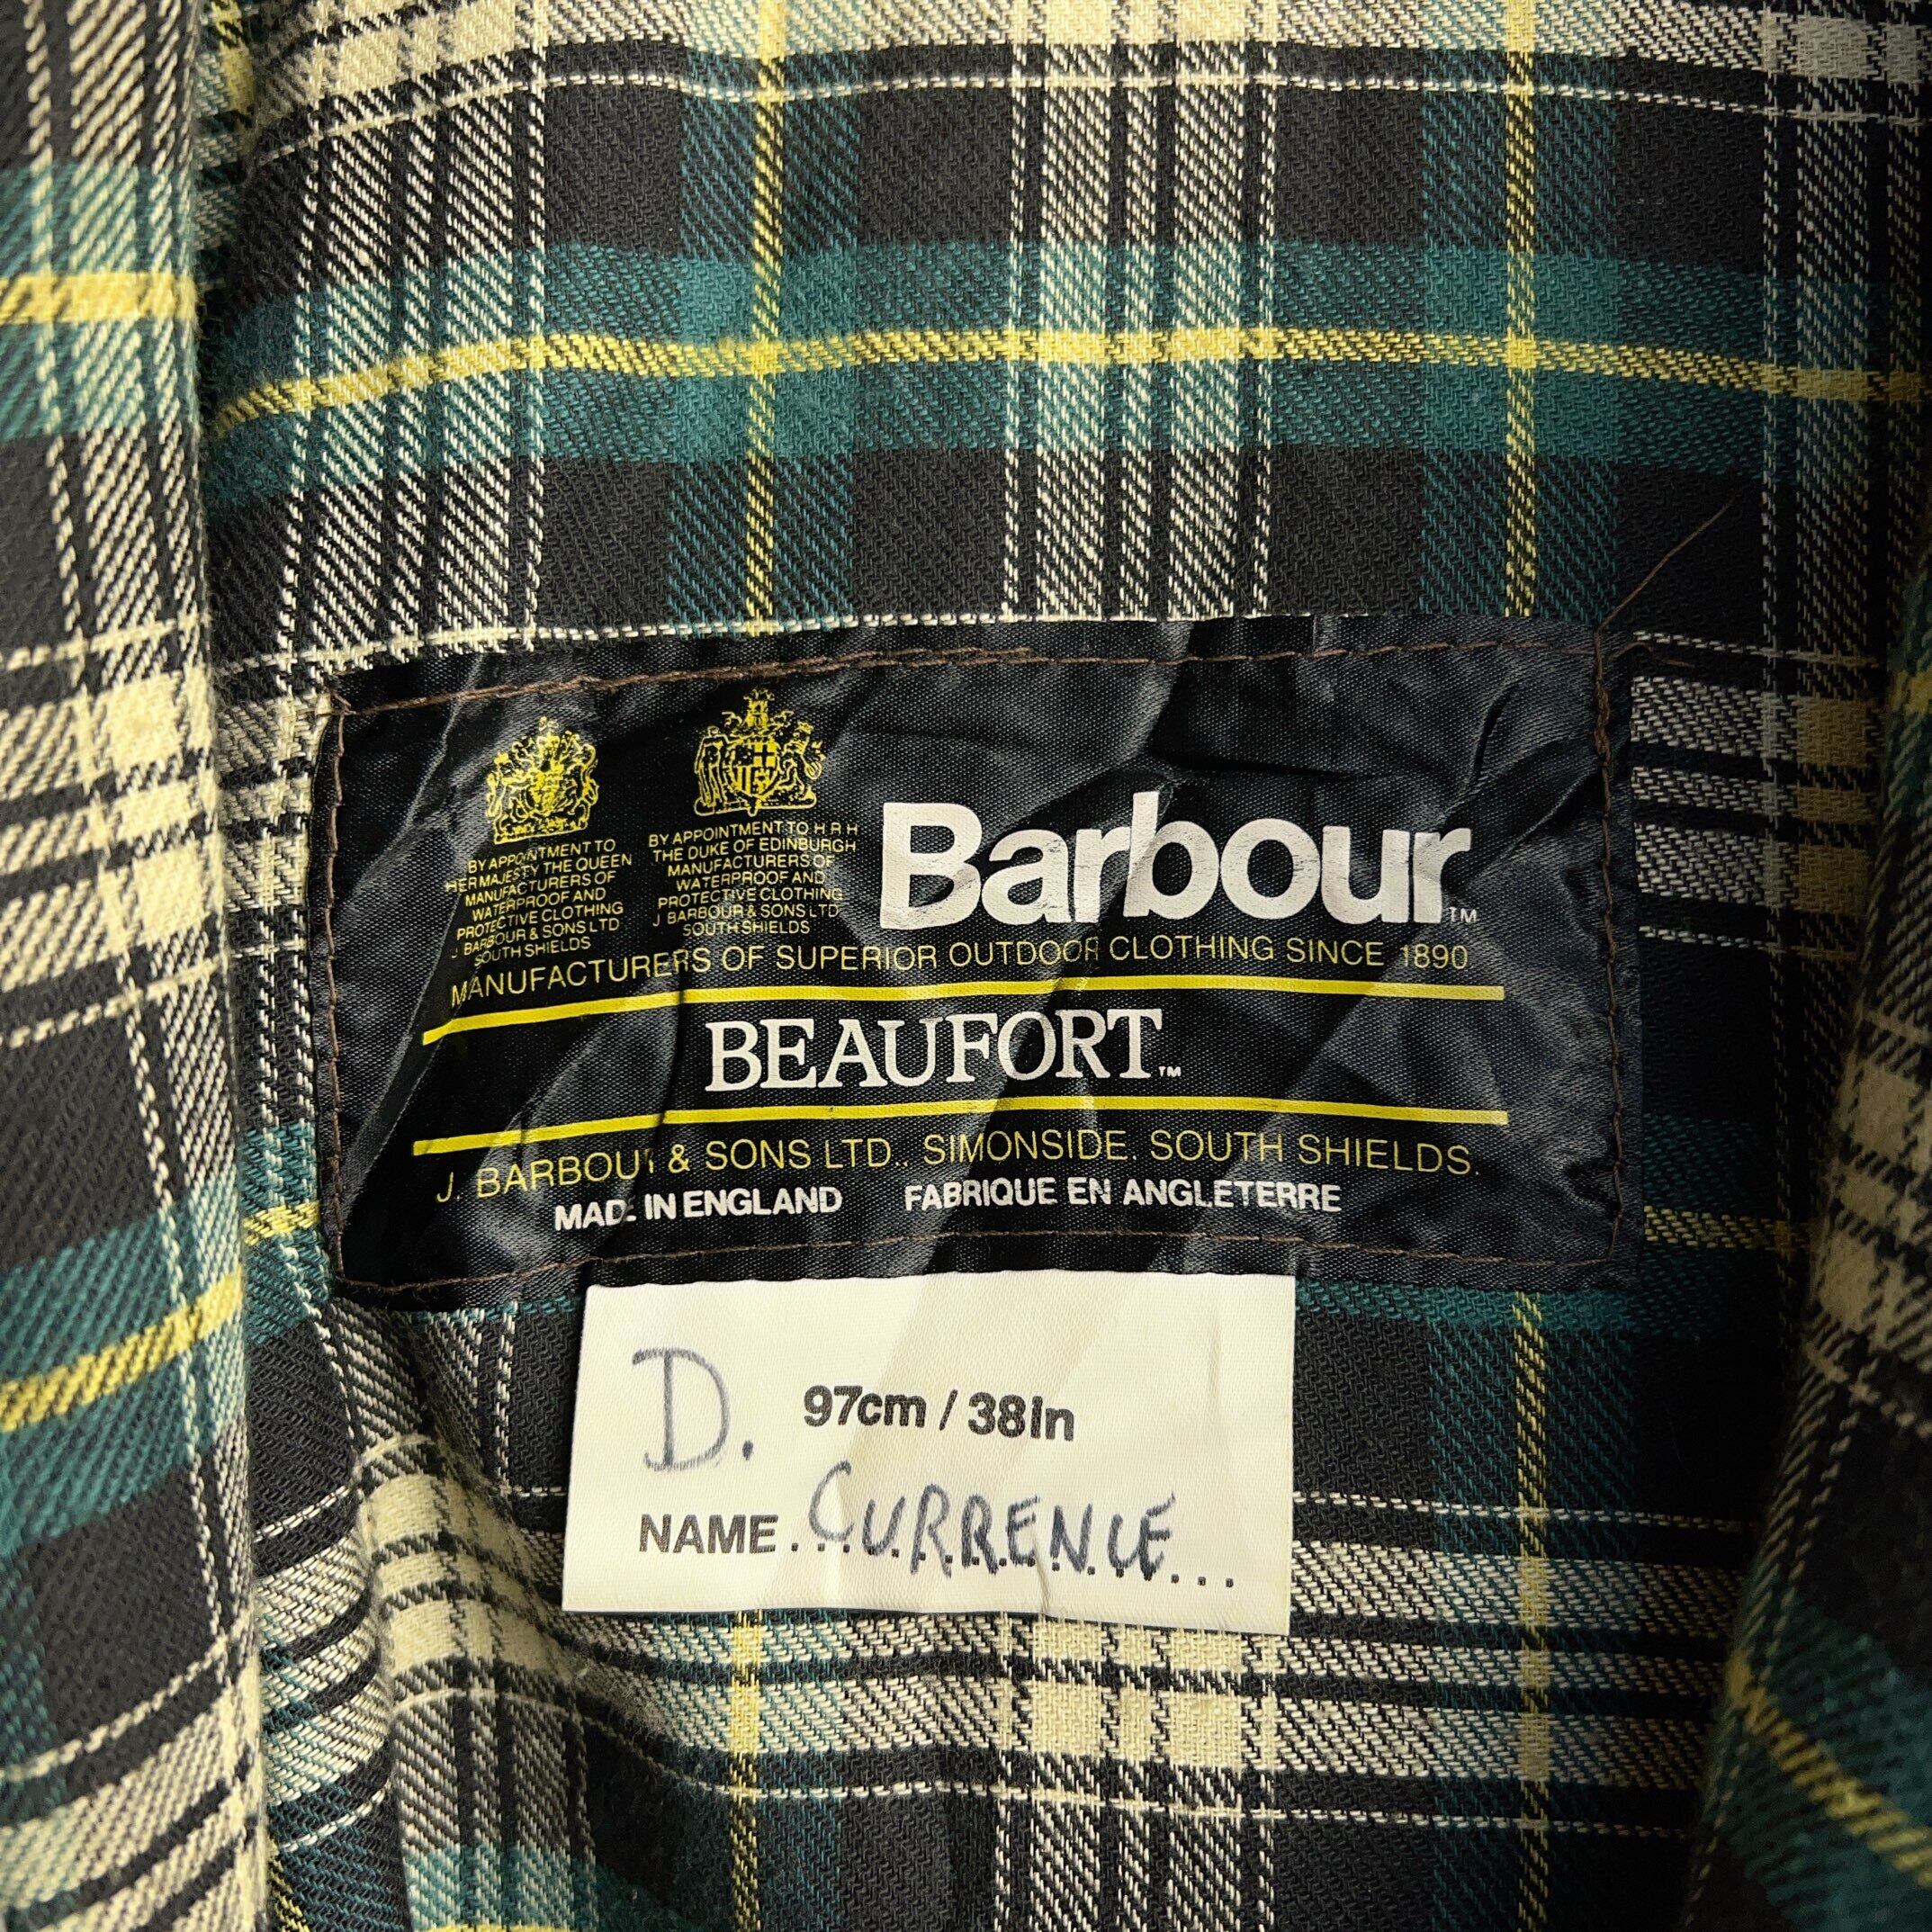 BY APPOINTMENT TO
HER MAJESTY THE QUEEN
MANUFACTURERS OF
WATERPROOF AND
PROTECTIVE CLOTHING
J. BARBOUR & SONS LTD
SOUTH SHIELDS
BY APPOINTMENT TO H R H
THE DUKE OF EDINBURGH
MANUFACTURERS OF
WATERPROOF AND
PROTECTIVE CLOTHING
J BARBOUR & SONS LTD
SOUTH SHIELDS
Barbour™
MANUFACTURERS OF SUPERIOR OUTDOOR CLOTHING SINCE 1890
BEAUFORT™
J. BARBOUR & SONS LTD., SIMONSIDE. SOUTH SHIELDS.
MADE IN ENGLAND FABRIQUE EN ANGLETERRE
D. 97cm / 38In
NAME CURRENCE